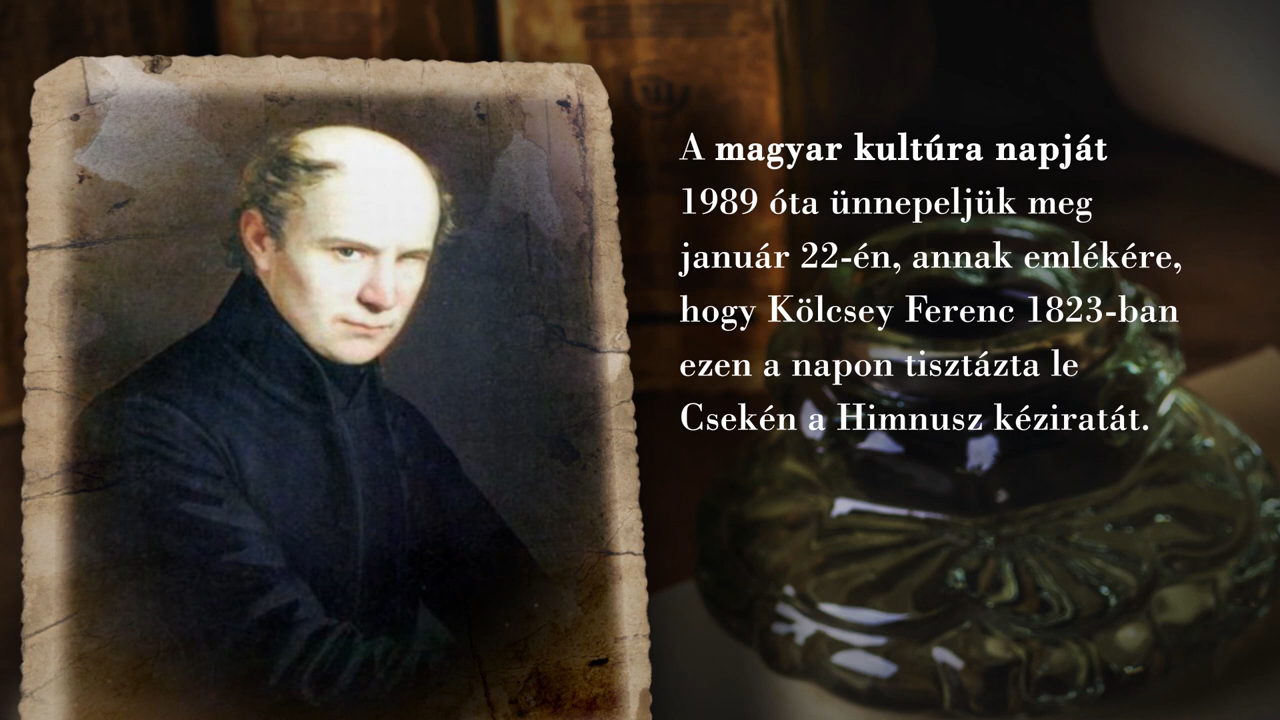 A magyar kultúra napját
1989 óta ünnepeljük meg
január 22-én, annak emlékére,
hogy Kölcsey Ferenc 1823-ban
ezen a napon tisztázta le
Csekén a Himnusz kéziratát.